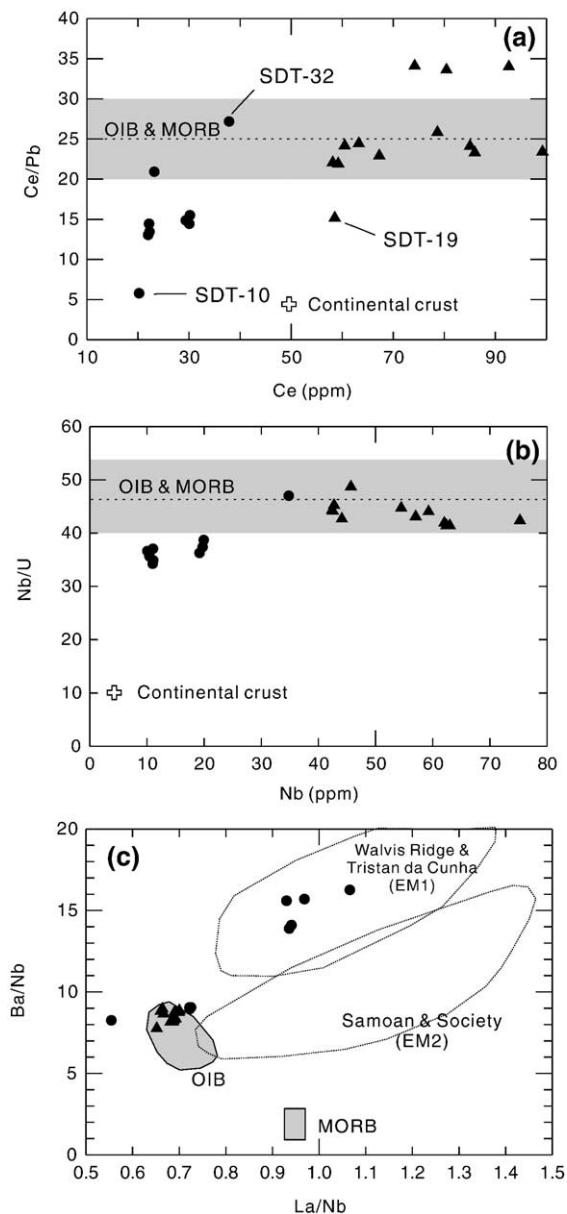 40
(a)
35
SDT-32
30
OIB & MORB
25
Ce/Pb
20
15
SDT-19
10
SDT-10
Continental crust
5
0
10 30 50 70 90
Ce (ppm)
60
(b)
50
OIB & MORB
40
Nb/U
30
20
10
Continental crust
0
0 10 20 30 40 50 60 70 80
Nb (ppm)
20
(c)
Walvis Ridge &
Tristan da Cunha
(EM1)
15
Ba/Nb
10
Samoan & Society
(EM2)
5
OIB
MORB
0
0.5 0.6 0.7 0.8 0.9 1.0 1.1 1.2 1.3 1.4 1.5
La/Nb